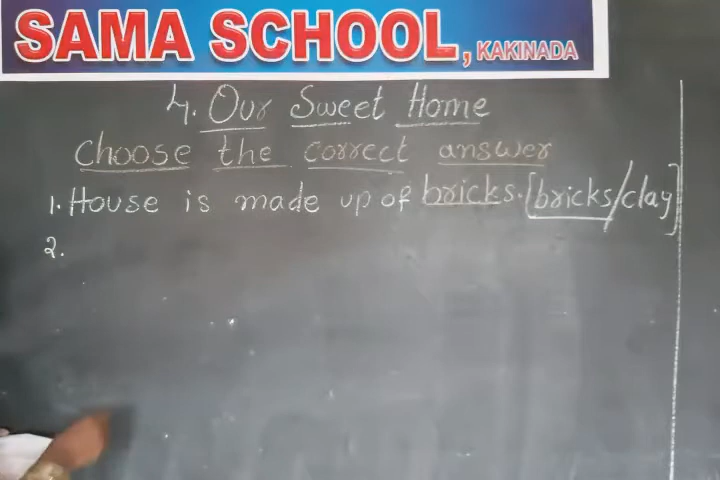 SAMA SCHOOL, KAKINADA
4. Our Sweet Home
Choose the correct answer
1. House is made up of bricks. [bricks/clay]
2.